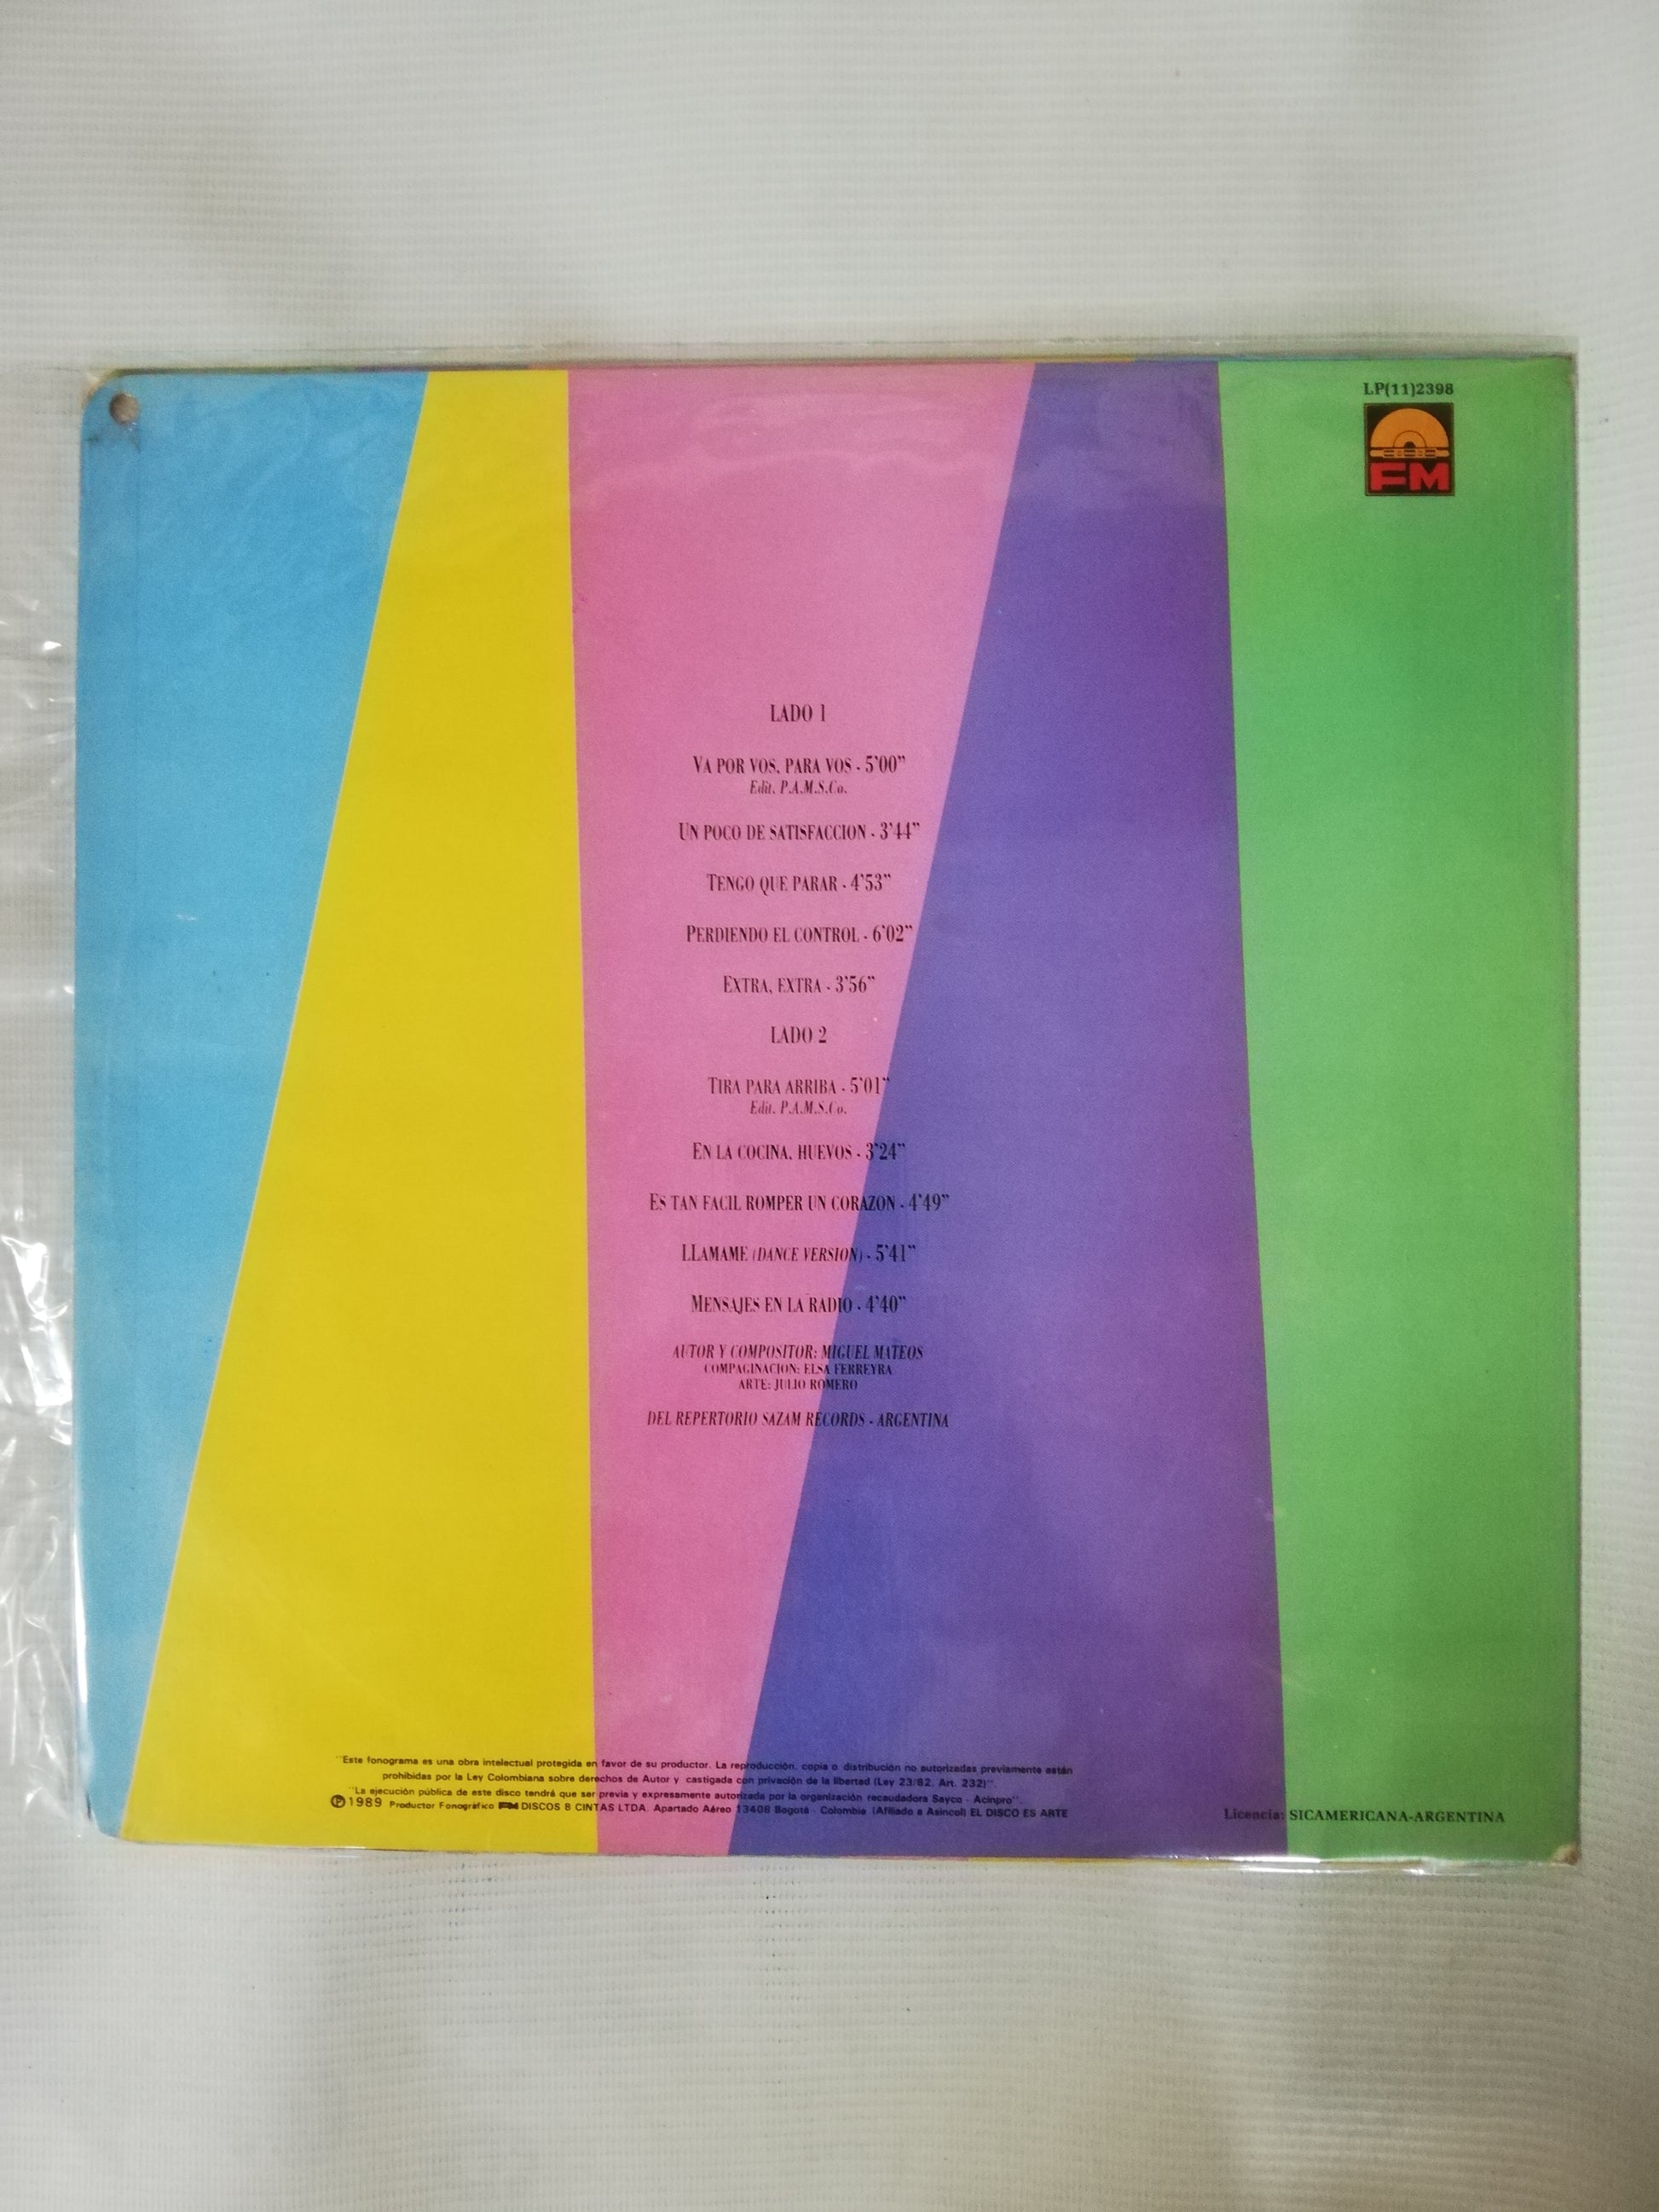 LP(11)2398
FM
LADO 1
VA POR VOS, PARA VOS - 5'00"
Edit. P.A.M.S.Co.
UN POCO DE SATISFACCION - 3'44"
TENGO QUE PARAR - 4'53"
PERDIENDO EL CONTROL - 6'02"
EXTRA, EXTRA - 3'56"
LADO 2
TIRA PARA ARRIBA - 5'01"
Edit. P.A.M.S.Co.
EN LA COCINA, HUEVOS - 3'24"
ES TAN FACIL ROMPER UN CORAZON - 4'49"
LLAMAME (DANCE VERSION) - 5'41"
MENSAJES EN LA RADIO - 4'40"
AUTOR Y COMPOSITOR: MIGUEL MATEOS
COMPAGINACION: ELSA FERREYRA
ARTE: JULIO ROMERO
DEL REPERTORIO SAZAM RECORDS - ARGENTINA
"Este fonograma es una obra intelectual protegida en favor de su productor. La reproducción, copia o distribución no autorizadas previamente están
prohibidas por la Ley Colombiana sobre derechos de Autor y castigada con privación de la libertad (Ley 23/82. Art. 232)".
"La ejecución pública de este disco tendrá que ser previa y expresamente autorizada por la organización recaudadora Sayco - Acinpro".
Ⓟ 1989 Productor Fonográfico FM DISCOS & CINTAS LTDA. Apartado Aéreo 13408 Bogotá - Colombia (Afiliado a Asincol) EL DISCO ES ARTE
Licencia: SICAMERICANA-ARGENTINA